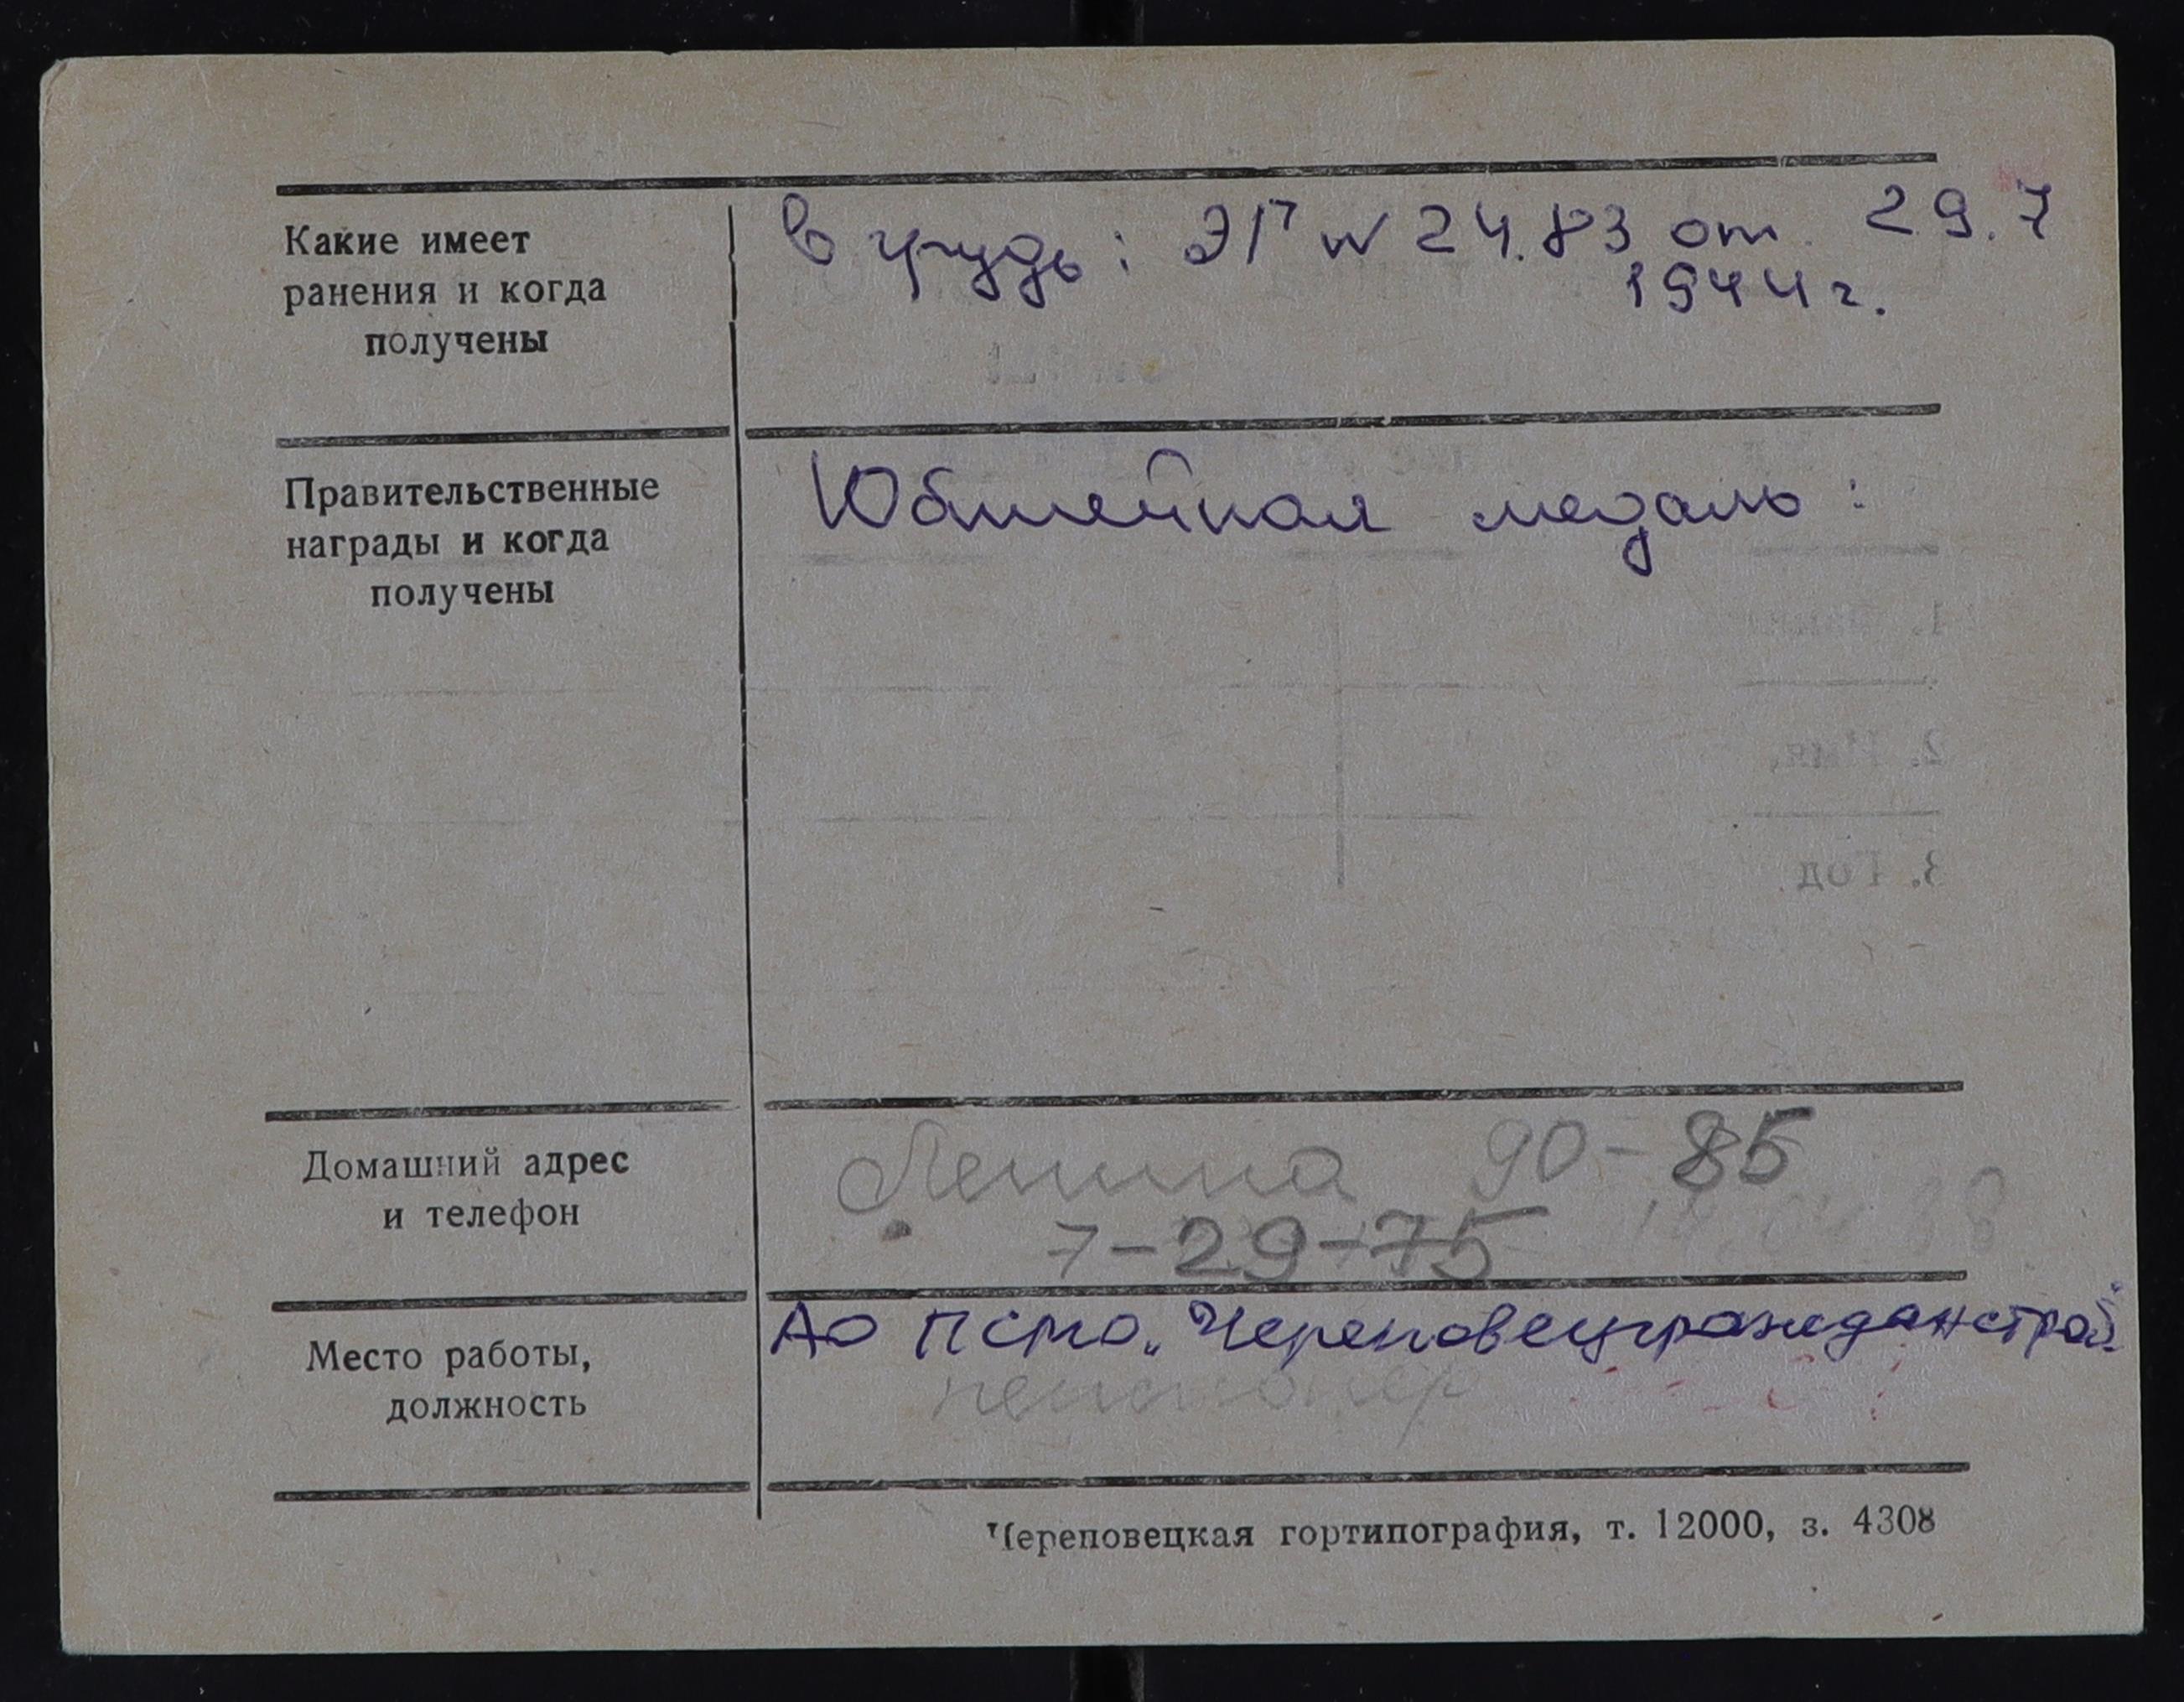 Какие имеет
ранения и когда
получены
в грудь: ЭГ № 24.83 от. 29.7
1944 г.
Правительственные
награды и когда
получены
Юбилейная медаль:
Домашний адрес
и телефон
Ленина 90-85
7-29-75
Место работы,
должность
АО ПСМО „Череповецгражданстрой"
пенсионер
Череповецкая гортипография, т. 12000, з. 4308